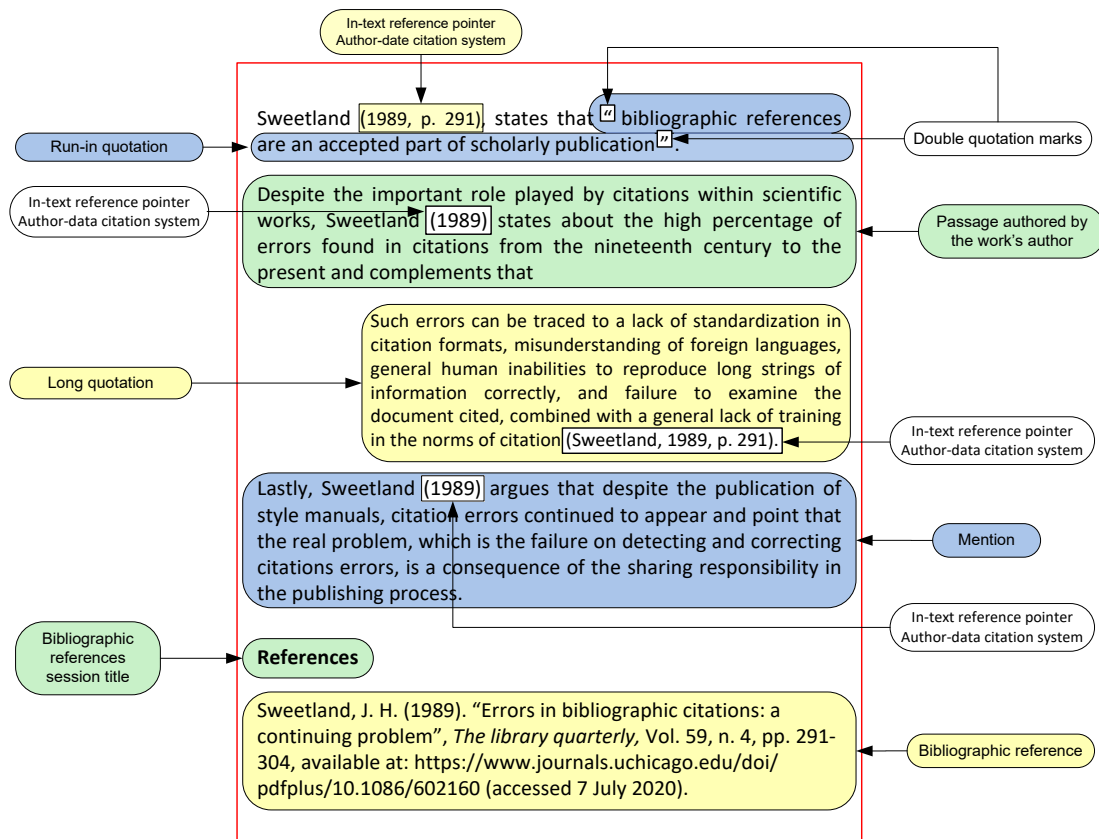 In-text reference pointer
Author-date citation system
Sweetland (1989, p. 291), states that “ bibliographic references
are an accepted part of scholarly publication”.
Run-in quotation
Double quotation marks
In-text reference pointer
Author-data citation system
Despite the important role played by citations within scientific
works, Sweetland (1989) states about the high percentage of
errors found in citations from the nineteenth century to the
present and complements that
Passage authored by
the work’s author
Such errors can be traced to a lack of standardization in
citation formats, misunderstanding of foreign languages,
general human inabilities to reproduce long strings of
information correctly, and failure to examine the
document cited, combined with a general lack of training
in the norms of citation (Sweetland, 1989, p. 291).
Long quotation
In-text reference pointer
Author-data citation system
Lastly, Sweetland (1989) argues that despite the publication of
style manuals, citation errors continued to appear and point that
the real problem, which is the failure on detecting and correcting
citations errors, is a consequence of the sharing responsibility in
the publishing process.
Mention
In-text reference pointer
Author-data citation system
Bibliographic
references
session title
References
Sweetland, J. H. (1989). “Errors in bibliographic citations: a
continuing problem”, The library quarterly, Vol. 59, n. 4, pp. 291-
304, available at: https://www.journals.uchicago.edu/doi/
pdfplus/10.1086/602160 (accessed 7 July 2020).
Bibliographic reference